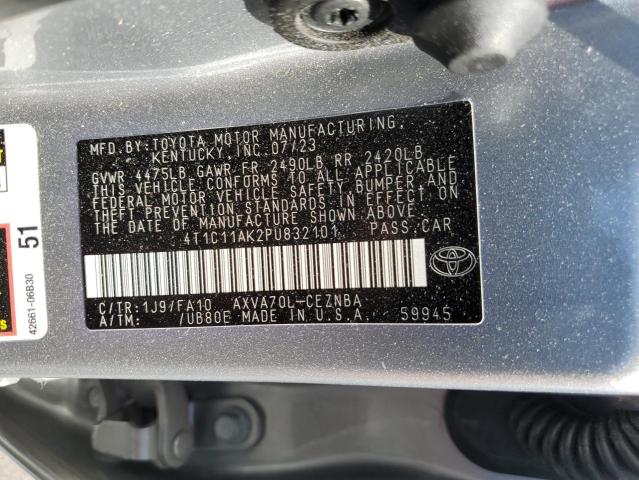 MFD.BY:TOYOTA MOTOR MANUFACTURING,
KENTUCKY, INC. 07/23
GVWR 4475LB GAWR FR 2490LB RR 2420LB
THIS VEHICLE CONFORMS TO ALL APPLICABLE
FEDERAL MOTOR VEHICLE SAFETY, BUMPER, AND
THEFT PREVENTION STANDARDS IN EFFECT ON
THE DATE OF MANUFACTURE SHOWN ABOVE.
4T1C11AK2PU832101 PASS.CAR
C/TR:1J9/FA10 AXVA70L-CEZNBA
A/TM: /UB80E MADE IN U.S.A. 59945
51
42661-06B30